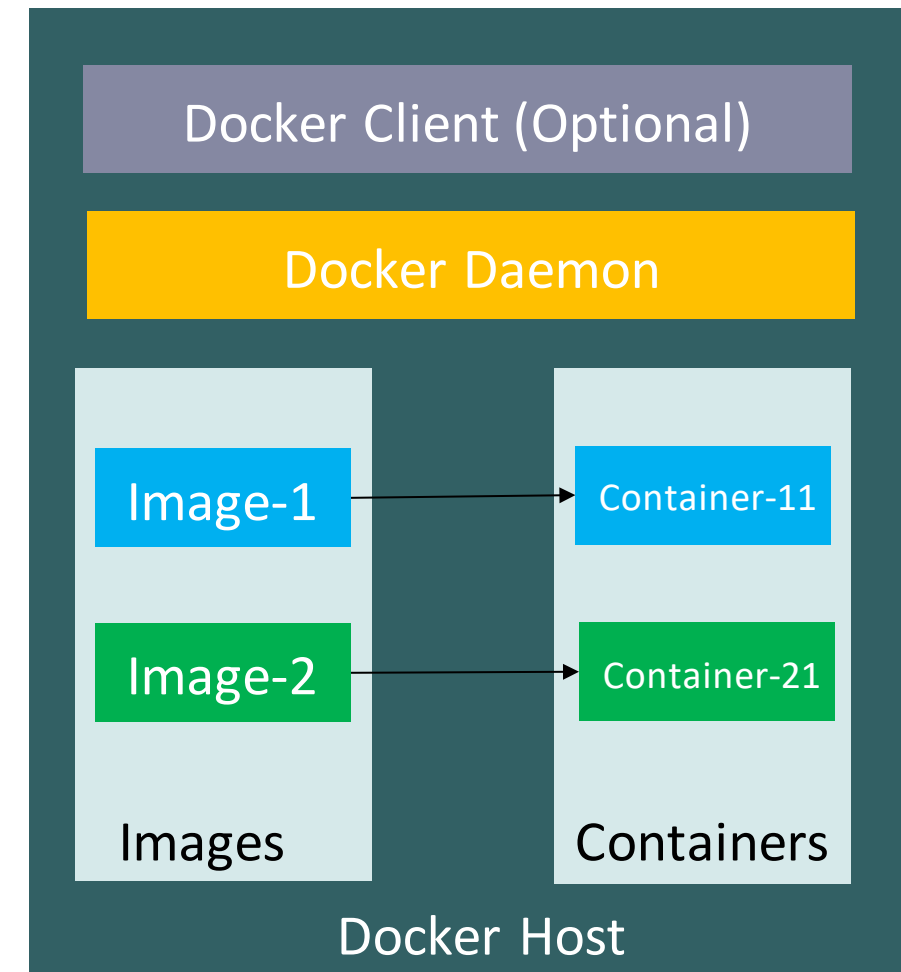 Docker Client (Optional)
Docker Daemon
Image-1
Container-11
Image-2
Container-21
Images
Containers
Docker Host